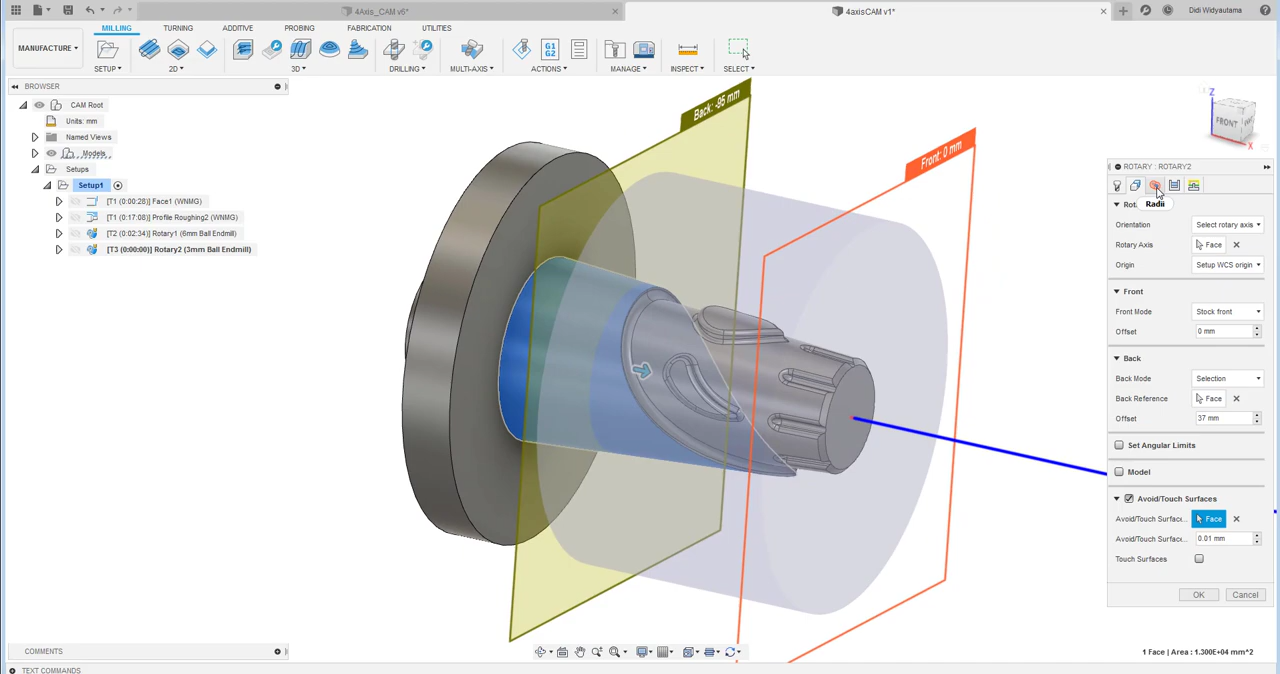 4Axis_CAM v6*
4axisCAM v1*
Didi Widyautama
MANUFACTURE
MILLING
TURNING
ADDITIVE
PROBING
FABRICATION
UTILITIES
G1
G2
SETUP
2D
3D
DRILLING
MULTI-AXIS
ACTIONS
MANAGE
INSPECT
SELECT
BROWSER
CAM Root
Units: mm
Named Views
Models
Setups
Setup1
[T1 (0:00:28) Face1 (WNMG)
[T1 (0:17:08) Profile Roughing2 (WNMG)
[T2 (0:02:34) Rotary1 (6mm Ball Endmill)
[T3 (0:00:00)] Rotary2 (3mm Ball Endmill)
Back: -95 mm
Front: 0 mm
Z
FRONT
X
ROTARY : ROTARY2
Radii
Orientation
Select rotary axis
Rotary Axis
Face
Origin
Setup WCS origin
Front
Front Mode
Stock front
Offset
0 mm
Back
Back Mode
Selection
Back Reference
Face
Offset
37 mm
Set Angular Limits
Model
Avoid/Touch Surfaces
Avoid/Touch Surfac...
Face
Avoid/Touch Surfac...
0.01 mm
Touch Surfaces
OK
Cancel
COMMENTS
1 Face | Area : 1.300E+04 mm^2
TEXT COMMANDS